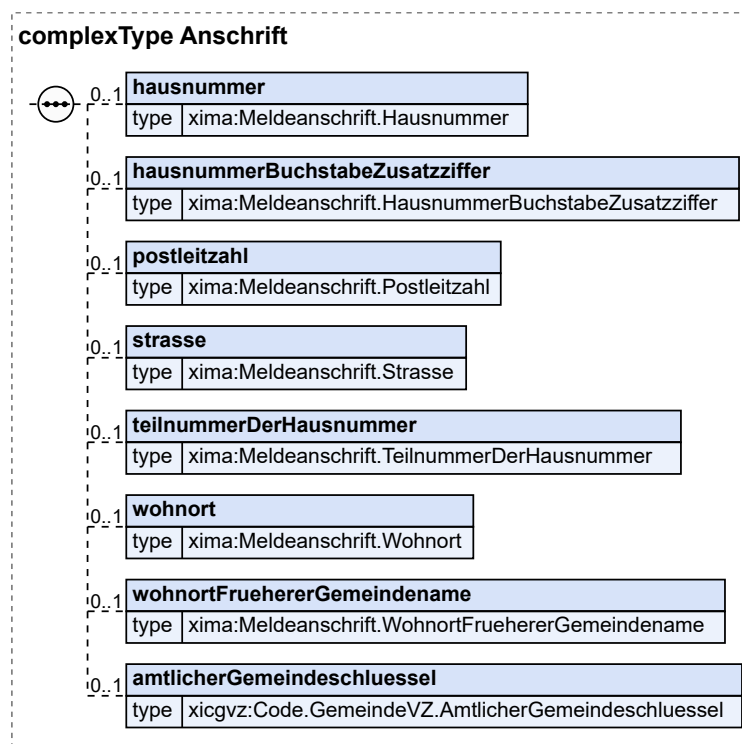 complexType Anschrift
0..1 hausnummer
type xima:Meldeanschrift.Hausnummer
0..1 hausnummerBuchstabeZusatzziffer
type xima:Meldeanschrift.HausnummerBuchstabeZusatzziffer
0..1 postleitzahl
type xima:Meldeanschrift.Postleitzahl
0..1 strasse
type xima:Meldeanschrift.Strasse
0..1 teilnummerDerHausnummer
type xima:Meldeanschrift.TeilnummerDerHausnummer
0..1 wohnort
type xima:Meldeanschrift.Wohnort
0..1 wohnortFruehererGemeindename
type xima:Meldeanschrift.WohnortFruehererGemeindename
0..1 amtlicherGemeindeschluessel
type xicgvz:Code.GemeindeVZ.AmtlicherGemeindeschluessel